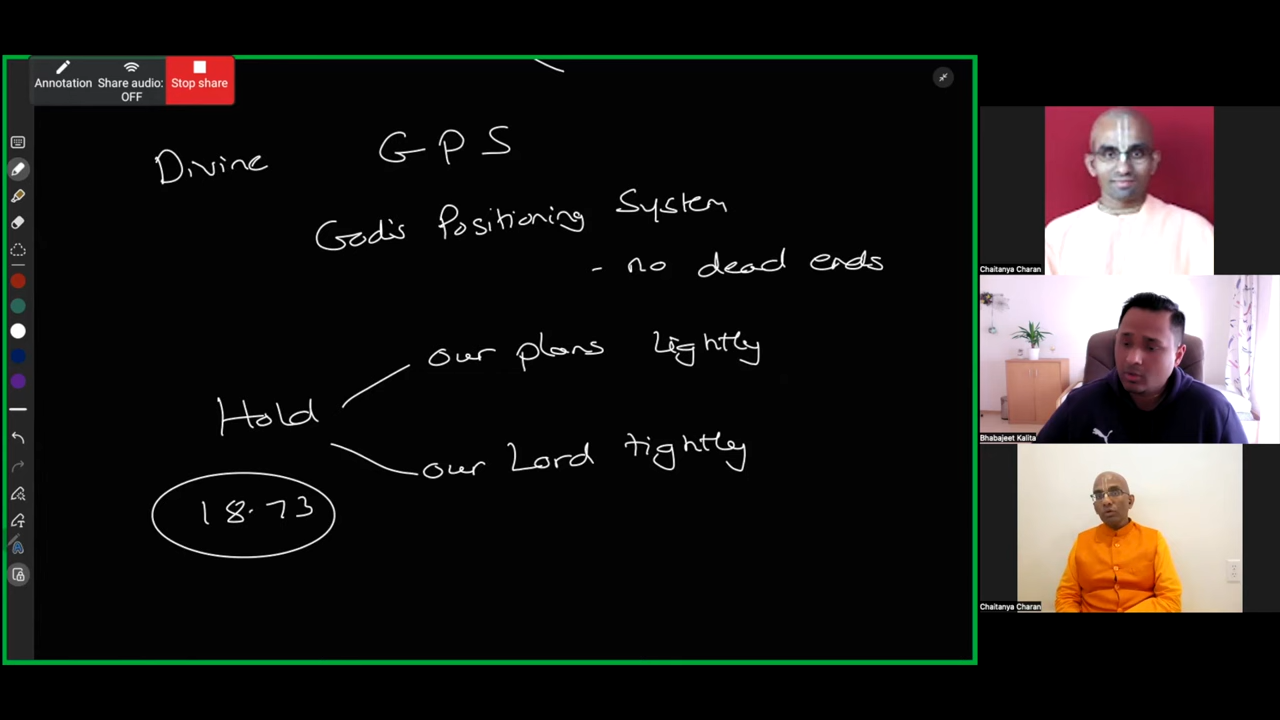 Annotation
Share audio:
OFF
Stop share
Divine GPS
God's Positioning System
- no dead ends
our plans lightly
Hold
our Lord tightly
18.73
Chaitanya Charan
Bhabajeet Kalita
Chaitanya Charan